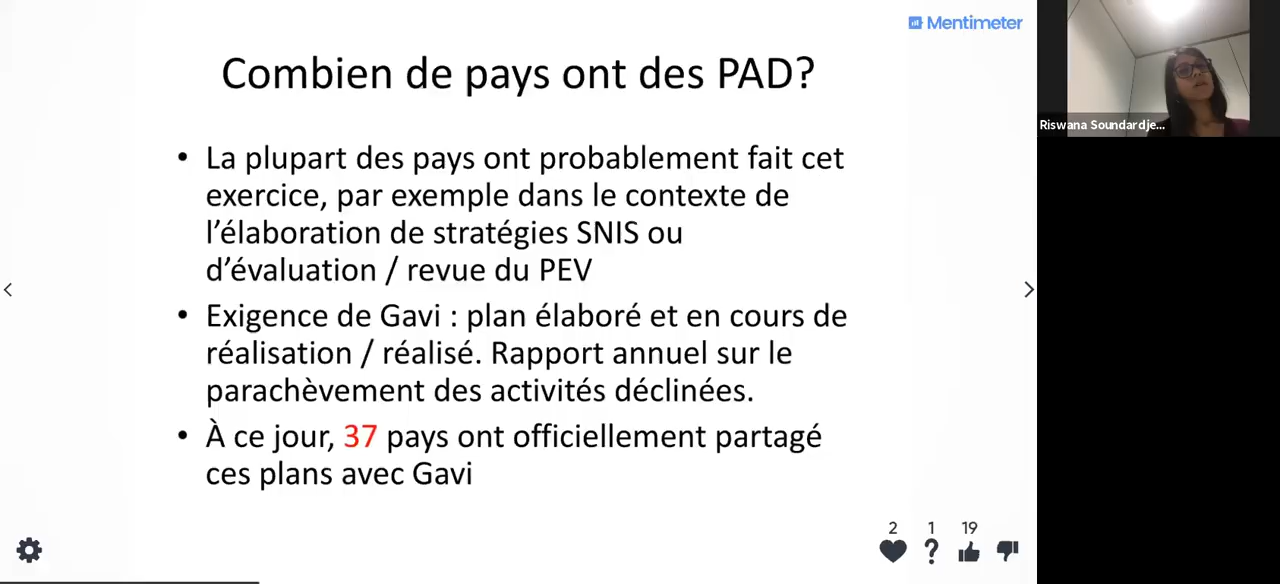 Mentimeter
Combien de pays ont des PAD?
• La plupart des pays ont probablement fait cet
exercice, par exemple dans le contexte de
l’élaboration de stratégies SNIS ou
d’évaluation / revue du PEV
• Exigence de Gavi : plan élaboré et en cours de
réalisation / réalisé. Rapport annuel sur le
parachèvement des activités déclinées.
• À ce jour, 37 pays ont officiellement partagé
ces plans avec Gavi
2 1 19
Riswana Soundardje...